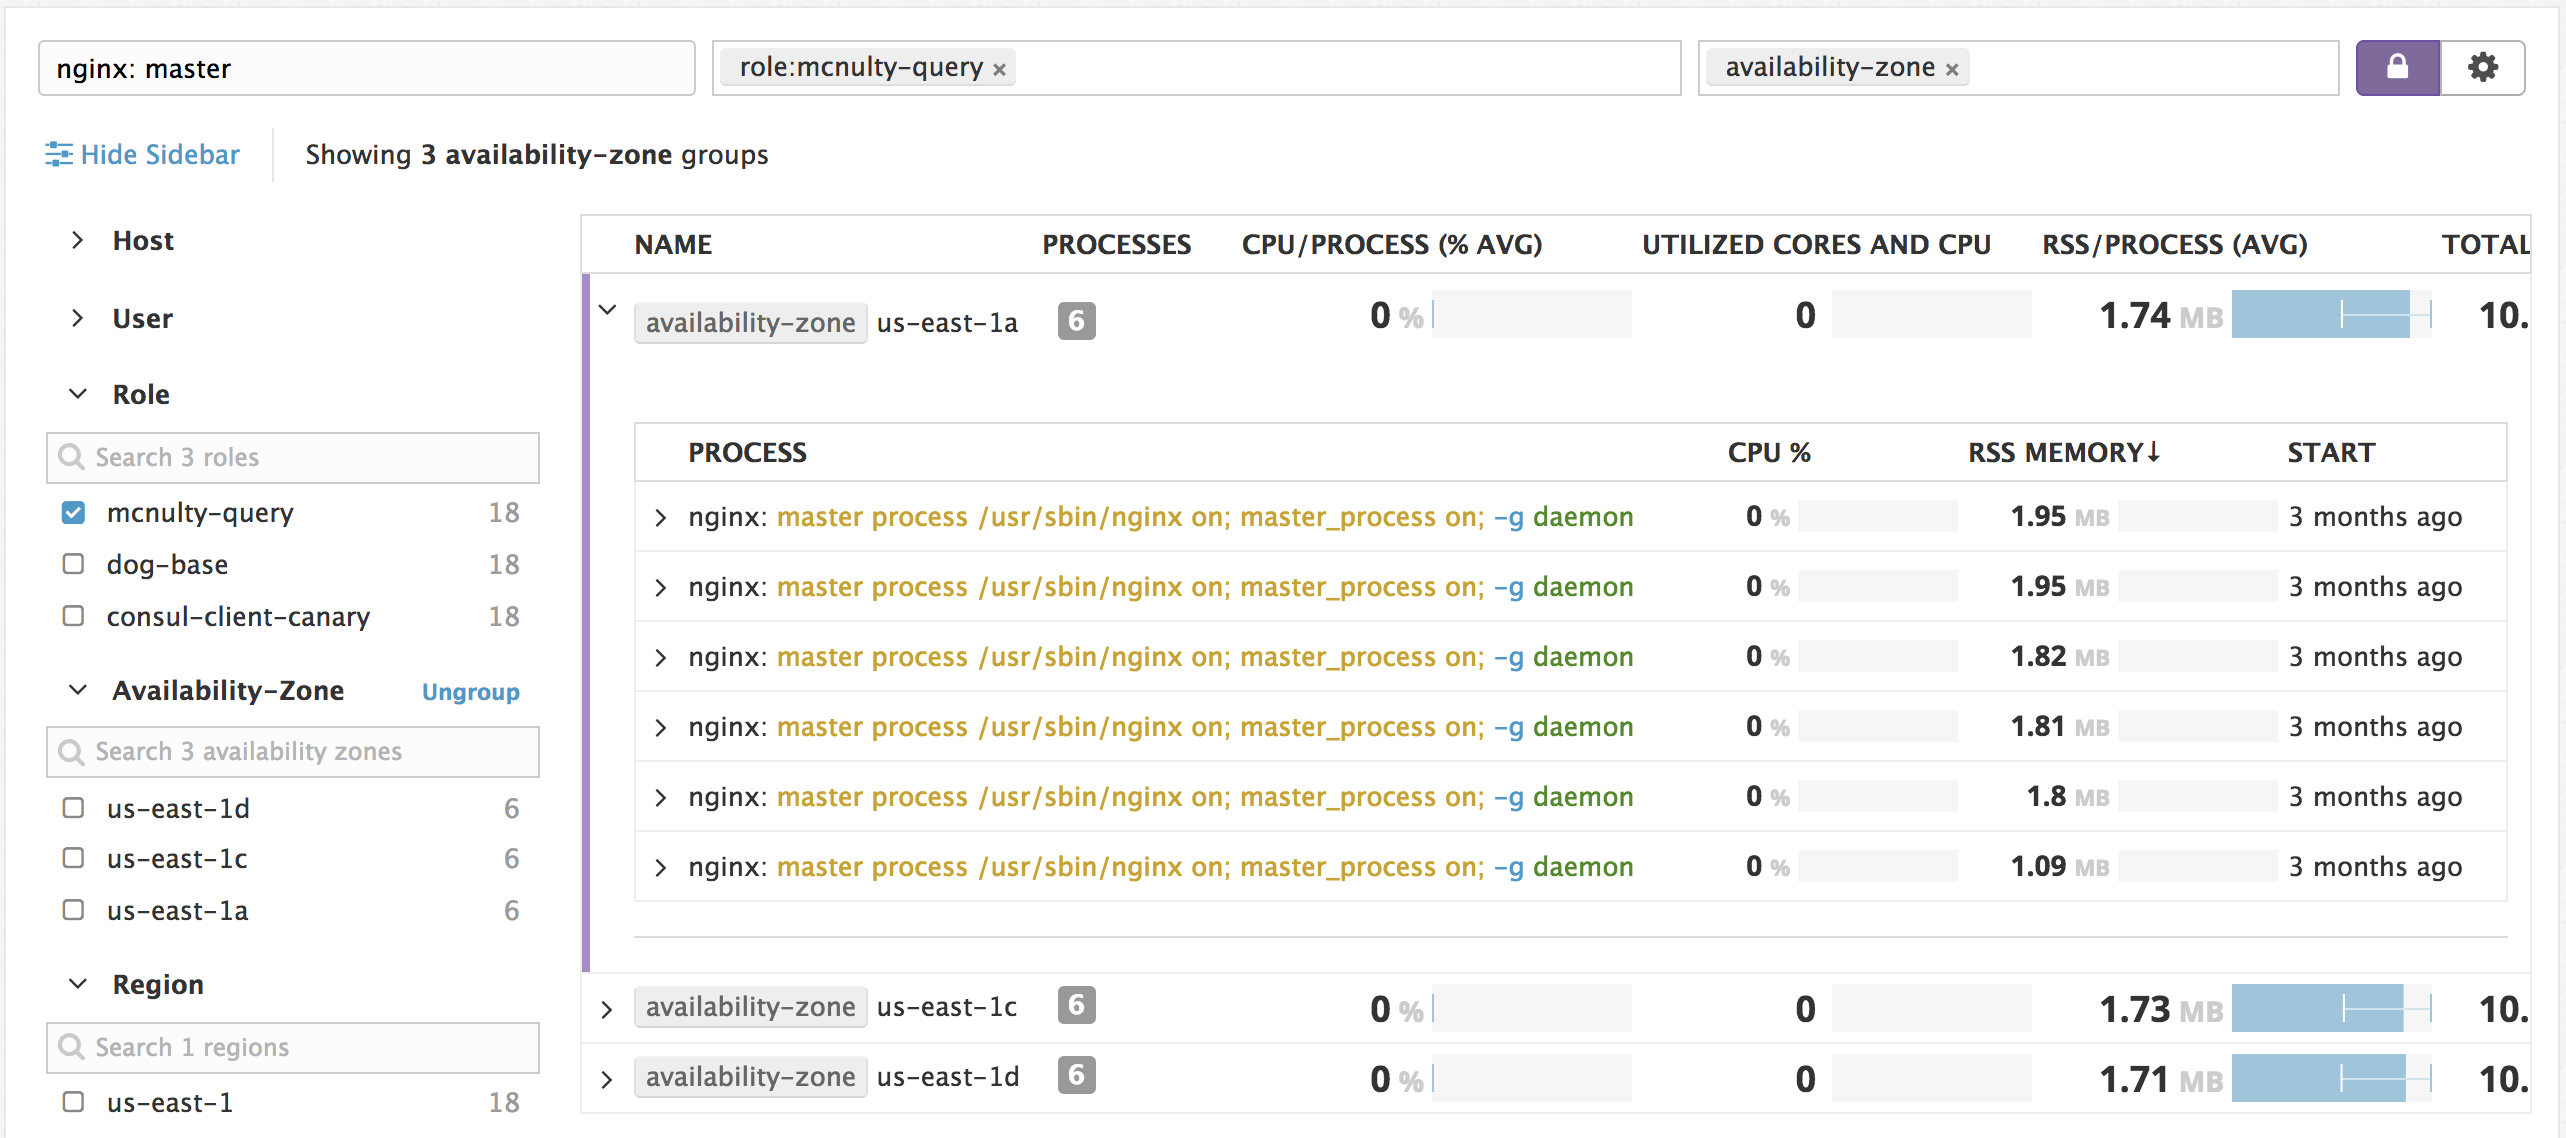 nginx: master role:mcnulty-query × availability-zone ×
Hide Sidebar Showing 3 availability-zone groups
Host
User
Role
Search 3 roles
mcnulty-query 18
dog-base 18
consul-client-canary 18
Availability-Zone Ungroup
Search 3 availability zones
us-east-1d 6
us-east-1c 6
us-east-1a 6
Region
Search 1 regions
us-east-1 18
NAME PROCESSES CPU/PROCESS (% AVG) UTILIZED CORES AND CPU RSS/PROCESS (AVG) TOTAL
availability-zone us-east-1a 6 0 % 0 1.74 MB 10.
PROCESS CPU % RSS MEMORY↓ START
nginx: master process /usr/sbin/nginx on; master_process on; -g daemon 0 % 1.95 MB 3 months ago
nginx: master process /usr/sbin/nginx on; master_process on; -g daemon 0 % 1.95 MB 3 months ago
nginx: master process /usr/sbin/nginx on; master_process on; -g daemon 0 % 1.82 MB 3 months ago
nginx: master process /usr/sbin/nginx on; master_process on; -g daemon 0 % 1.81 MB 3 months ago
nginx: master process /usr/sbin/nginx on; master_process on; -g daemon 0 % 1.8 MB 3 months ago
nginx: master process /usr/sbin/nginx on; master_process on; -g daemon 0 % 1.09 MB 3 months ago
availability-zone us-east-1c 6 0 % 0 1.73 MB 10.
availability-zone us-east-1d 6 0 % 0 1.71 MB 10.